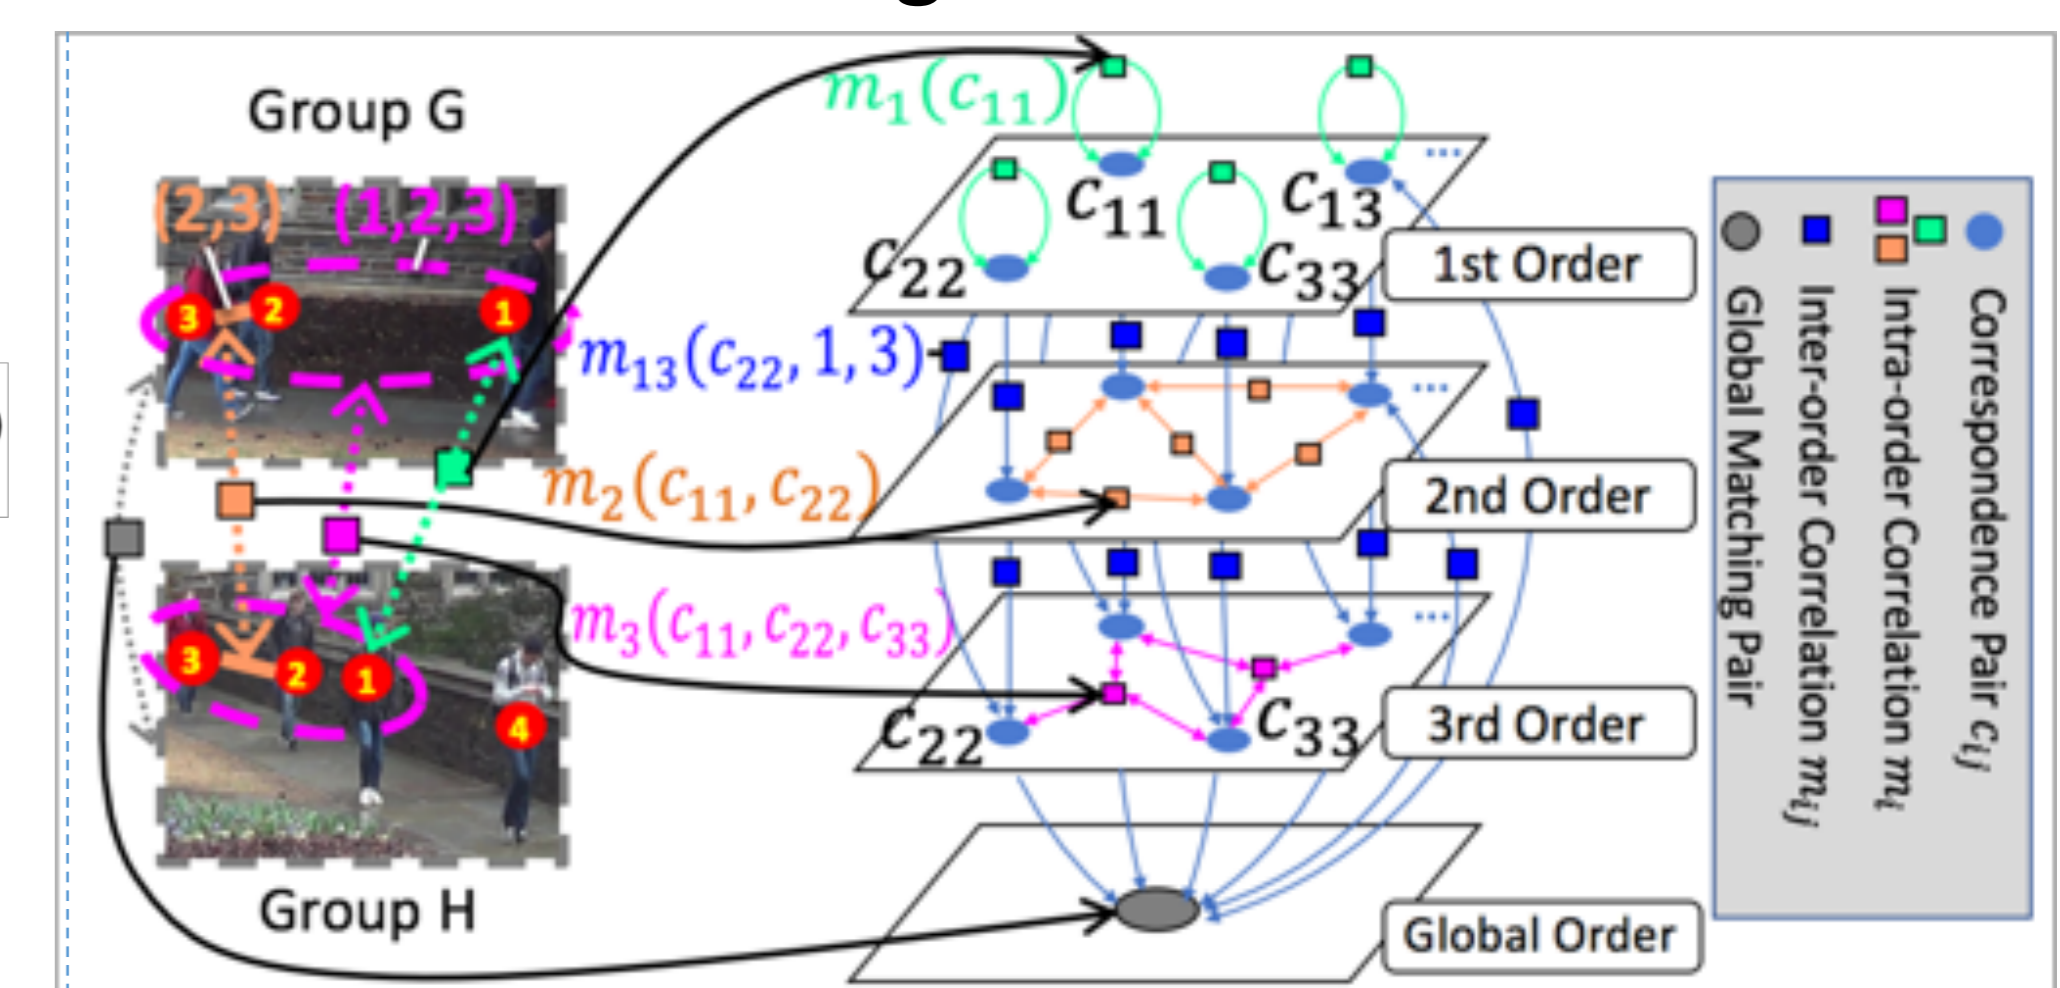 Group G
(2,3)
(1,2,3)
3
2
1
3
2
1
4
Group H
m₁(c₁₁)
m₁₃(c₂₂, 1, 3)
m₂(c₁₁, c₂₂)
m₃(c₁₁, c₂₂, c₃₃)
c₁₁
c₁₃
...
c₂₂
c₃₃
1st Order
...
2nd Order
...
c₂₂
c₃₃
3rd Order
Global Order
Correspondence Pair cᵢⱼ
Intra-order Correlation mᵢ
Inter-order Correlation mᵢⱼ
Global Matching Pair